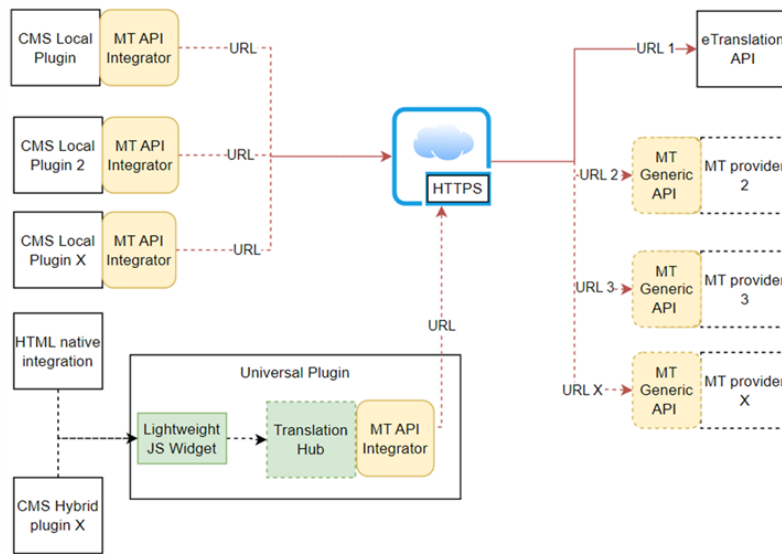 CMS Local
Plugin
MT API
Integrator
URL
CMS Local
Plugin 2
MT API
Integrator
URL
CMS Local
Plugin X
MT API
Integrator
URL
HTTPS
URL 1
eTranslation
API
URL 2
MT
Generic
API
MT provider
2
URL 3
MT
Generic
API
MT provider
3
URL X
MT
Generic
API
MT provider
X
URL
HTML native
integration
Universal Plugin
Lightweight
JS Widget
Translation
Hub
MT API
Integrator
CMS Hybrid
plugin X